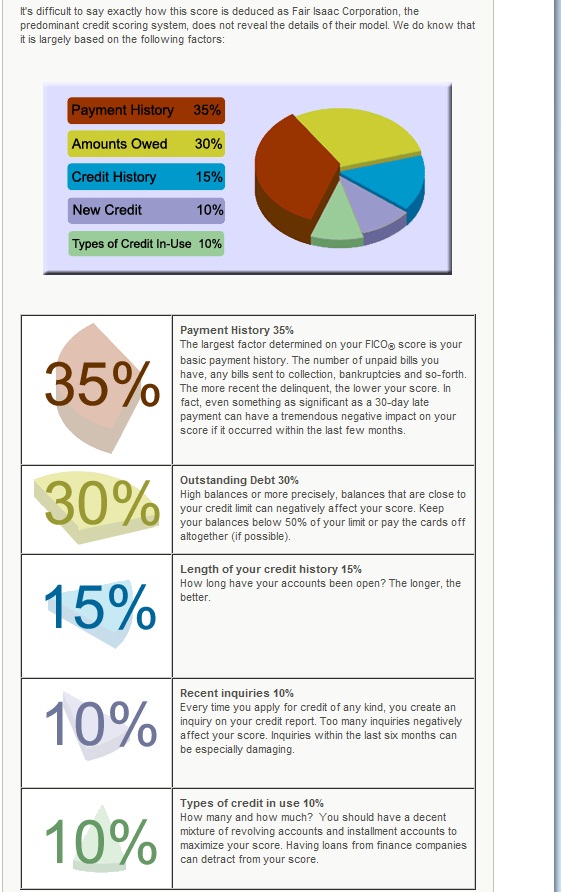 It's difficult to say exactly how this score is deduced as Fair Isaac Corporation, the
predominant credit scoring system, does not reveal the details of their model. We do know that
it is largely based on the following factors:
Payment History 35%
Amounts Owed 30%
Credit History 15%
New Credit 10%
Types of Credit In-Use 10%
35%
Payment History 35%
The largest factor determined on your FICO® score is your
basic payment history. The number of unpaid bills you
have, any bills sent to collection, bankruptcies and so-forth.
The more recent the delinquent, the lower your score. In
fact, even something as significant as a 30-day late
payment can have a tremendous negative impact on your
score if it occurred within the last few months.
30%
Outstanding Debt 30%
High balances or more precisely, balances that are close to
your credit limit can negatively affect your score. Keep
your balances below 50% of your limit or pay the cards off
altogether (if possible).
15%
Length of your credit history 15%
How long have your accounts been open? The longer, the
better.
10%
Recent inquiries 10%
Every time you apply for credit of any kind, you create an
inquiry on your credit report. Too many inquiries negatively
affect your score. Inquiries within the last six months can
be especially damaging.
10%
Types of credit in use 10%
How many and how much? You should have a decent
mixture of revolving accounts and installment accounts to
maximize your score. Having loans from finance companies
can detract from your score.